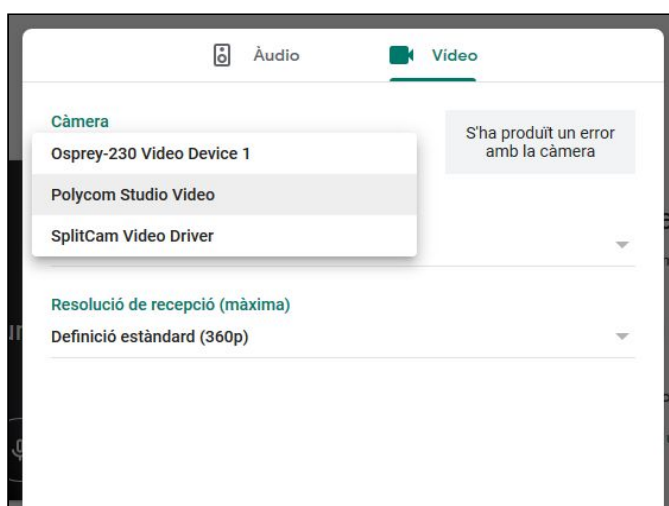 Àudio
Vídeo
Càmera
S'ha produït un error
amb la càmera
Osprey-230 Video Device 1
Polycom Studio Video
SplitCam Video Driver
Resolució de recepció (màxima)
Definició estàndard (360p)